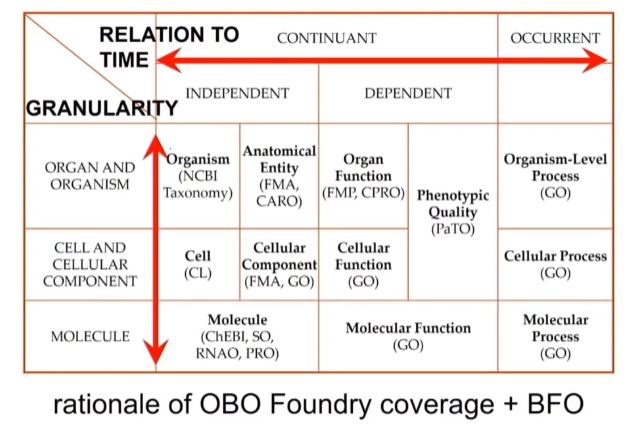 RELATION TO
TIME
CONTINUANT
OCCURRENT
GRANULARITY
INDEPENDENT
DEPENDENT
ORGAN AND
ORGANISM
Organism
(NCBI
Taxonomy)
Anatomical
Entity
(FMA,
CARO)
Organ
Function
(FMP, CPRO)
Phenotypic
Quality
(PaTO)
Organism-Level
Process
(GO)
CELL AND
CELLULAR
COMPONENT
Cell
(CL)
Cellular
Component
(FMA, GO)
Cellular
Function
(GO)
Cellular Process
(GO)
MOLECULE
Molecule
(ChEBI, SO,
RNAO, PRO)
Molecular Function
(GO)
Molecular
Process
(GO)
rationale of OBO Foundry coverage + BFO